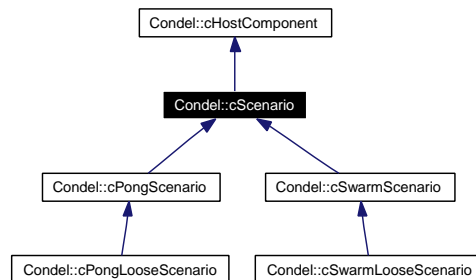 Condel::cHostComponent
Condel::cScenario
Condel::cPongScenario
Condel::cSwarmScenario
Condel::cPongLooseScenario
Condel::cSwarmLooseScenario